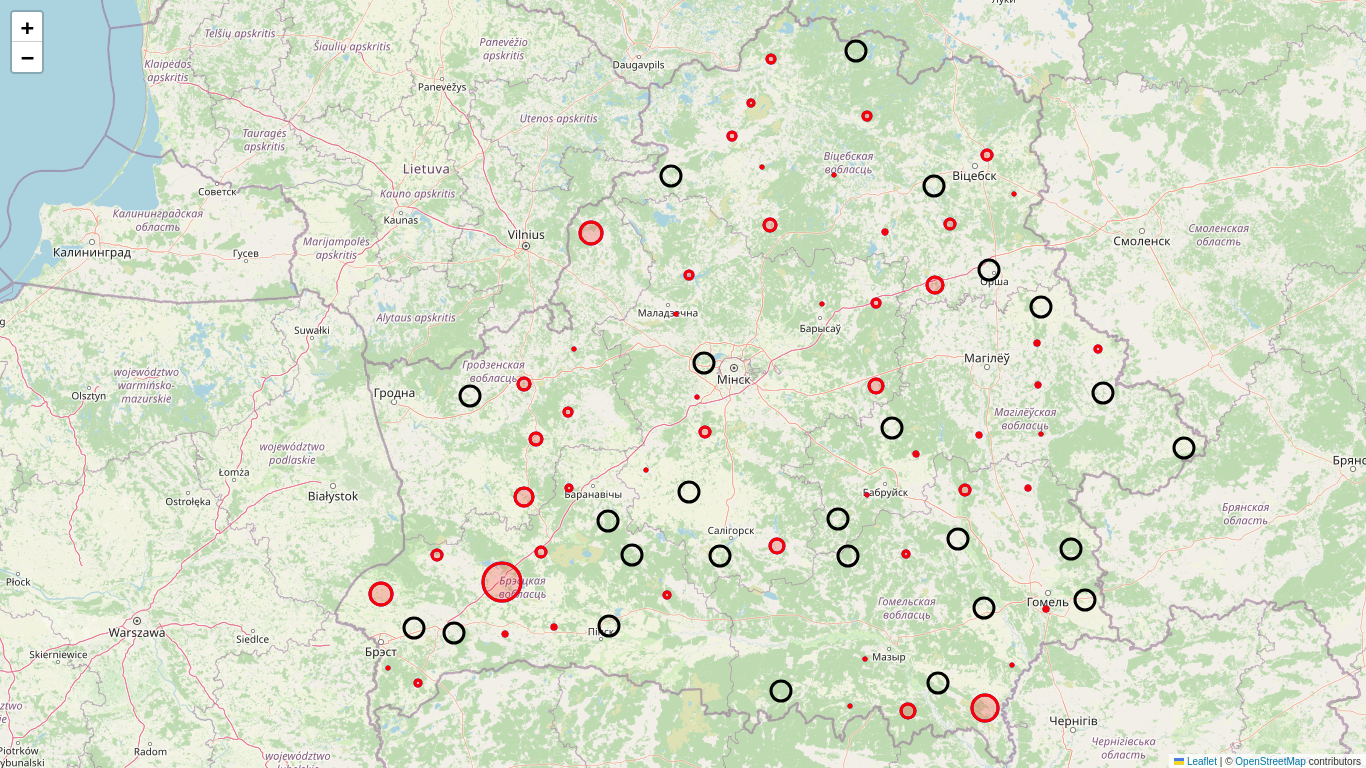 Луки
+
−
Telšių apskritis
Šiaulių apskritis
Panevėžio
apskritis
Klaipėdos
apskritis
Daugavpils
Panevėžys
Utenos apskritis
Tauragės
apskritis
Lietuva
Віцебская
вобласць
Віцебск
Советск
Kauno apskritis
Kaunas
Калининградская
область
Калининград
Гусев
Marijampolės
apskritis
Vilnius
Смоленск
Смоленская
область
Орша
Alytaus apskritis
Маладзечна
Барысаў
Suwałki
Магілёў
Гродзенская
вобласць
Мінск
województwo
warmińsko-
mazurskie
Olsztyn
Гродна
Магілёўская
вобласць
województwo
podlaskie
Łomża
Ostrołęka
Białystok
Баранавічы
Бабруйск
Брянск
Брянская
область
Салігорск
Płock
Брэсцкая
вобласць
Гомельская
вобласць
Гомель
Warszawa
Siedlce
Skierniewice
Брэст
Пінск
Мазыр
Чернігів
Чернігівська
область
Piotrków
Trybunalski
Radom
województwo
lubelskie
Leaflet | © OpenStreetMap contributors